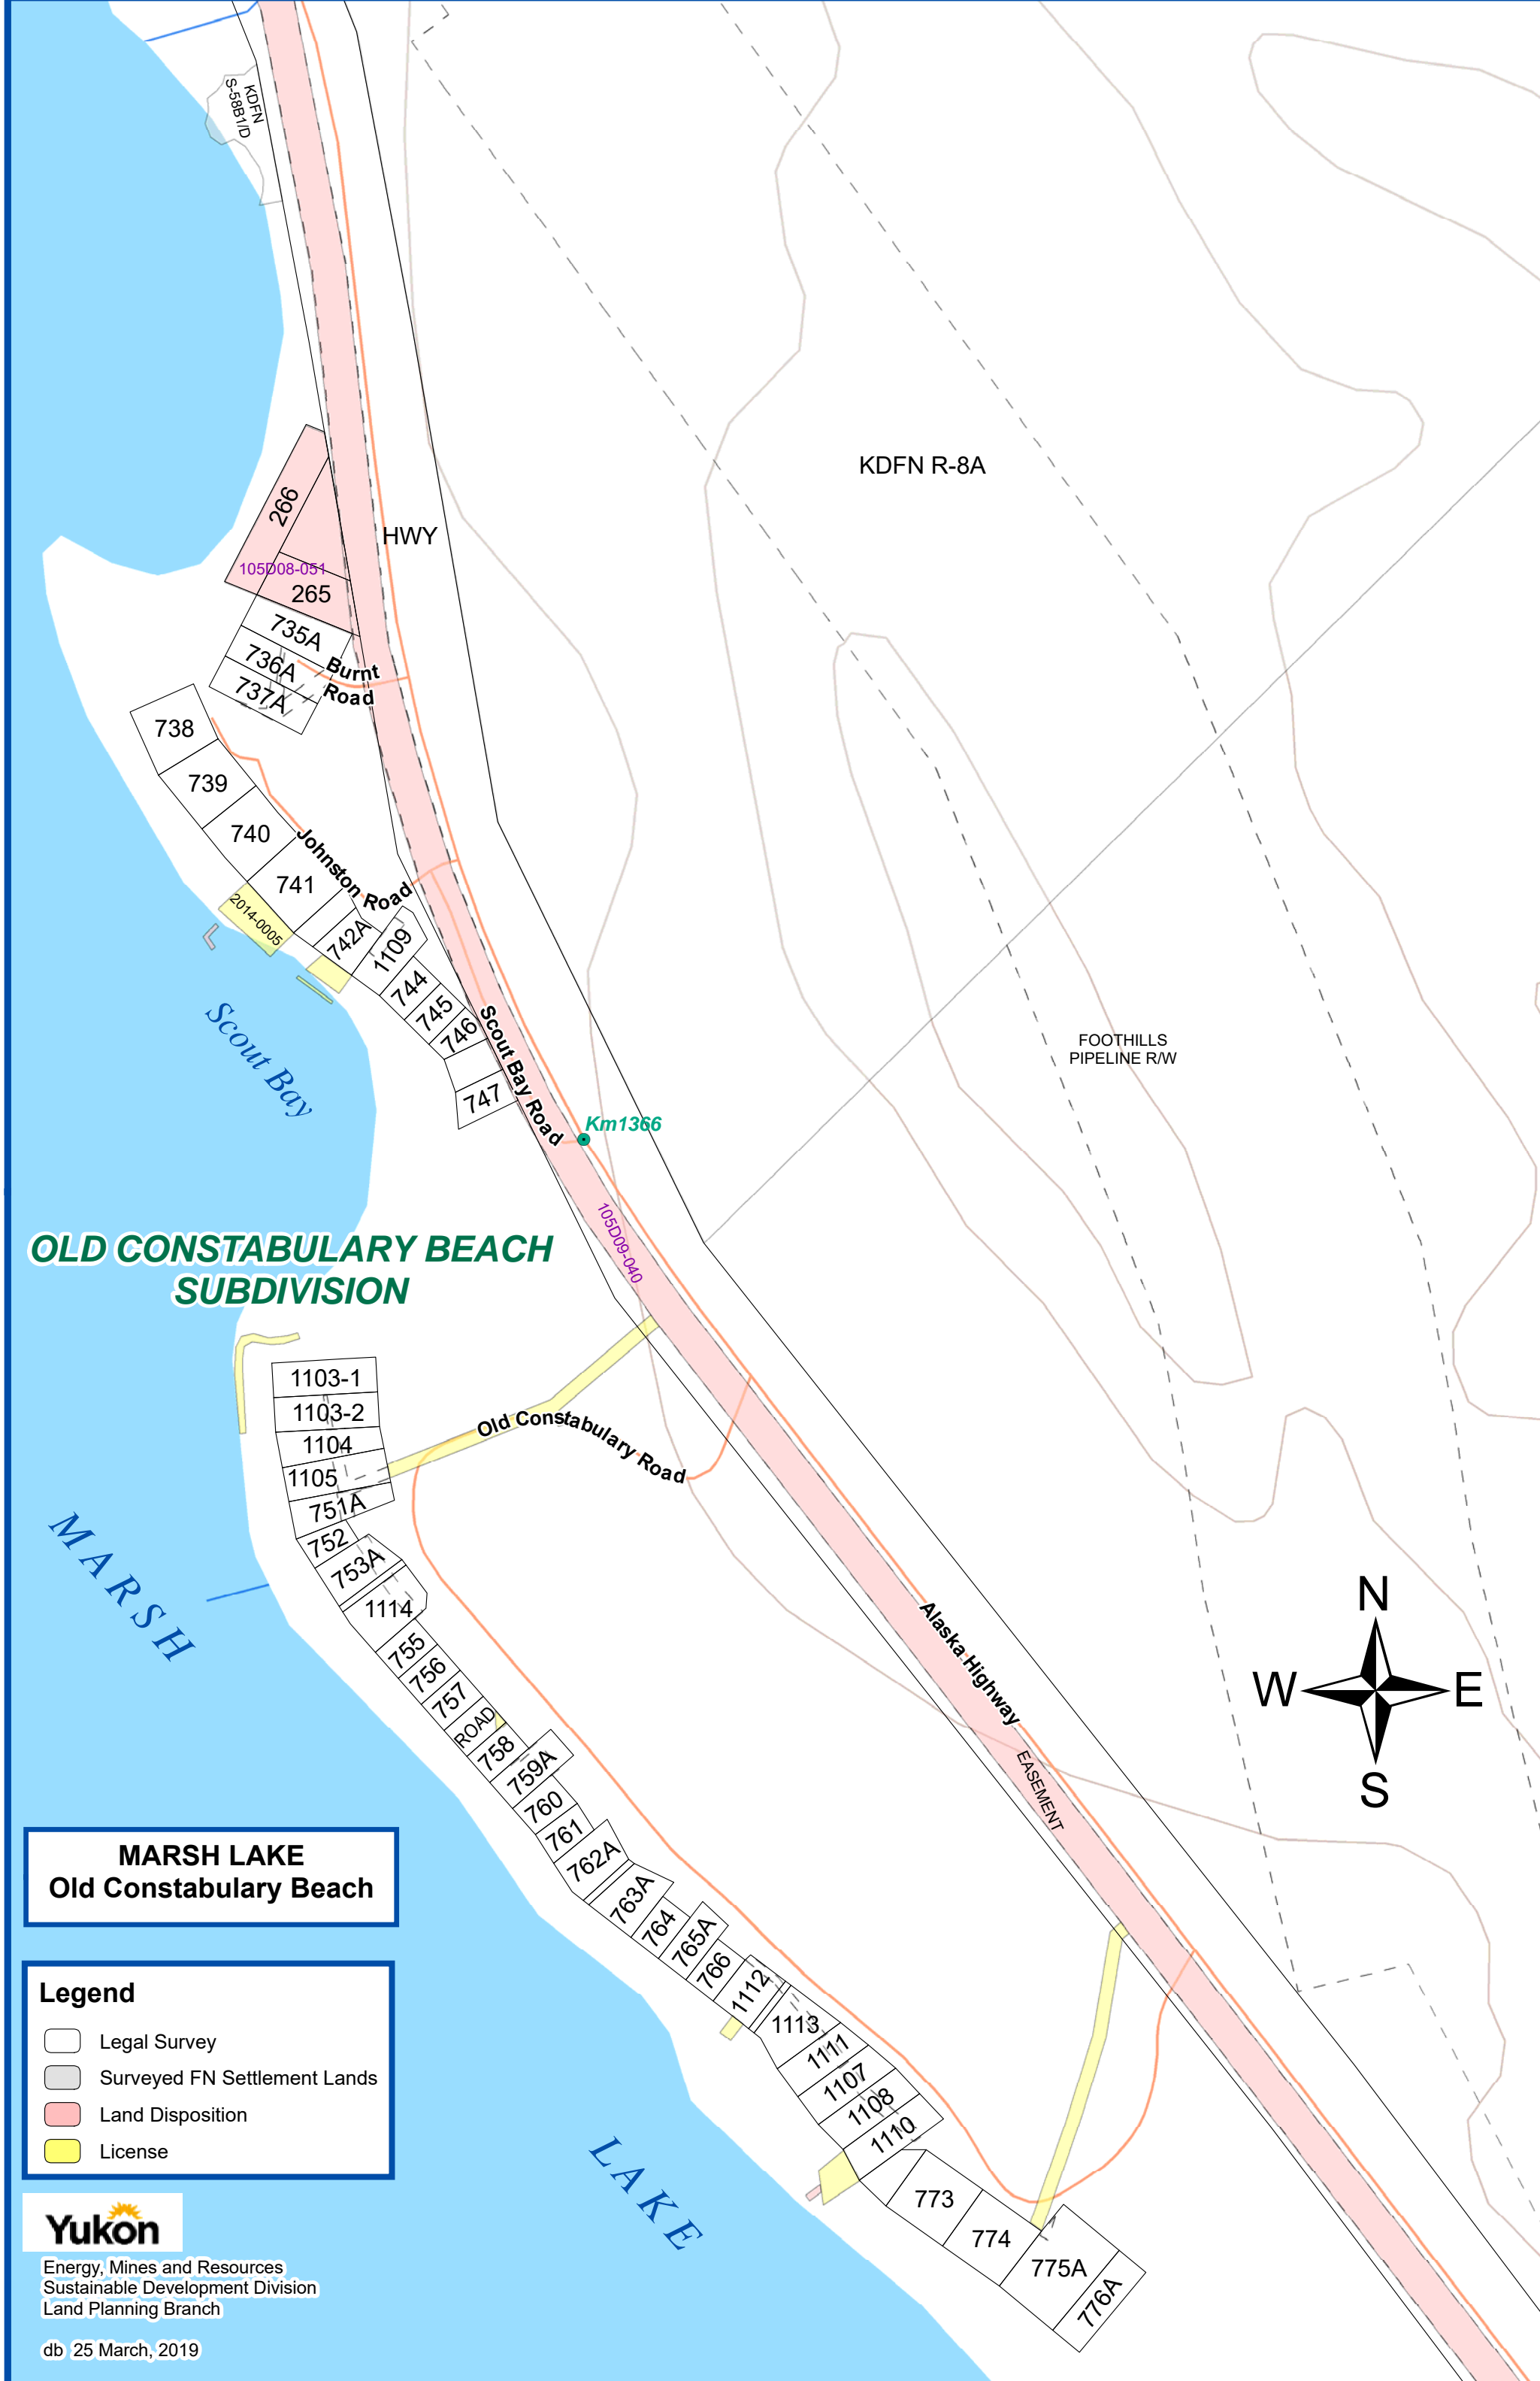 KDFN
S-58B1/D
KDFN R-8A
266
HWY
105D08-051
265
735A
736A
737A
Burnt
Road
738
739
740
741
Johnston Road
2014-0005
742A
1109
744
745
746
747
Scout Bay Road
Scout Bay
FOOTHILLS
PIPELINE R/W
Km1366
105D09-040
OLD CONSTABULARY BEACH
SUBDIVISION
1103-1
1103-2
1104
1105
751A
752
753A
1114
Old Constabulary Road
755
756
757
ROAD
758
759A
760
761
762A
763A
764
765A
766
1112
1113
1111
1107
1108
1110
773
774
775A
776A
Alaska Highway
EASEMENT
MARSH
LAKE
N
W
E
S
MARSH LAKE
Old Constabulary Beach
Legend
Legal Survey
Surveyed FN Settlement Lands
Land Disposition
License
Yukon
Energy, Mines and Resources
Sustainable Development Division
Land Planning Branch
db 25 March, 2019